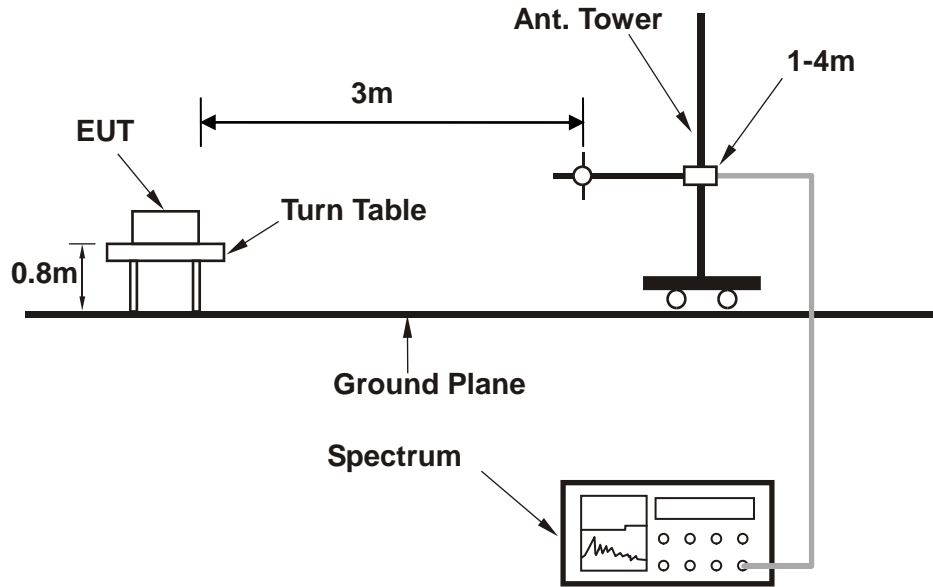 Ant. Tower
1-4m
3m
EUT
Turn Table
0.8m
Ground Plane
Spectrum